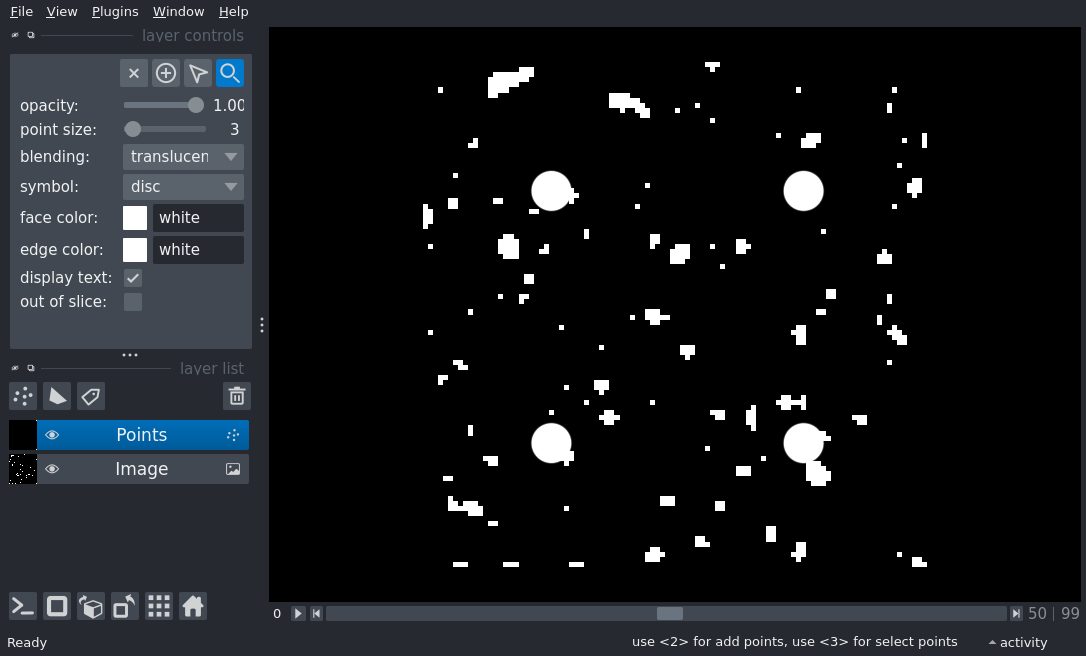 File View Plugins Window Help
layer controls
opacity: 1.00
point size: 3
blending: translucen
symbol: disc
face color: white
edge color: white
display text:
out of slice:
layer list
Points
Image
0 50 | 99
Ready use <2> for add points, use <3> for select points activity